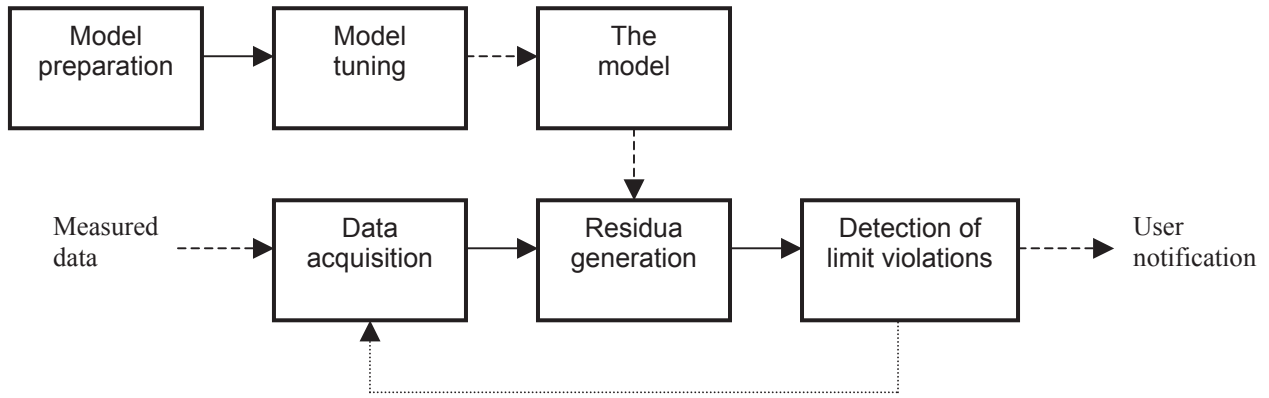 Model
preparation
Model
tuning
The
model
Measured
data
Data
acquisition
Residua
generation
Detection of
limit violations
User
notification